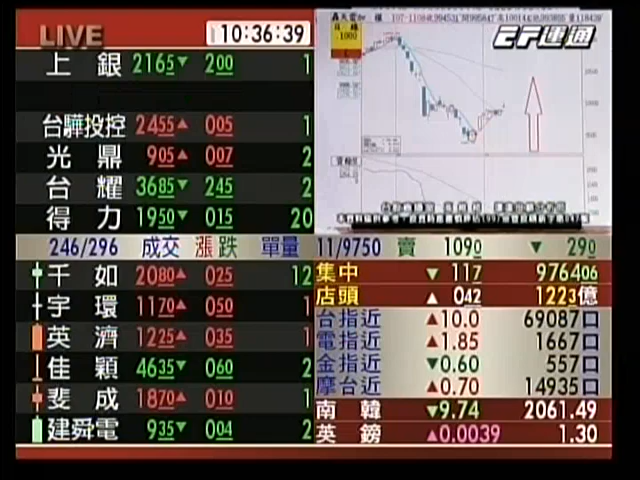 LIVE 10:36:39
EF運通
上銀 2165▼ 200 1
台驊投控 2455▲ 005 1
光鼎 905▲ 007 2
台耀 3685▼ 245 2
得力 1950▼ 015 20
246/296 成交 漲跌 單量 11/9750 賣 1090 ▼ 290
千如 2080▲ 025 12
宇環 1170▲ 050 1
英濟 1225▲ 035 1
佳穎 4635▼ 060 2
斐成 1870▲ 010 1
建舜電 935▼ 004 2
集中 ▼ 117 976406
店頭 ▲ 042 1223億
台指近 ▲10.0 69087口
電指近 ▲1.85 1667口
金指近 ▼0.60 557口
摩台近 ▲0.70 14935口
南韓 ▼9.74 2061.49
英鎊 ▲0.0039 1.30